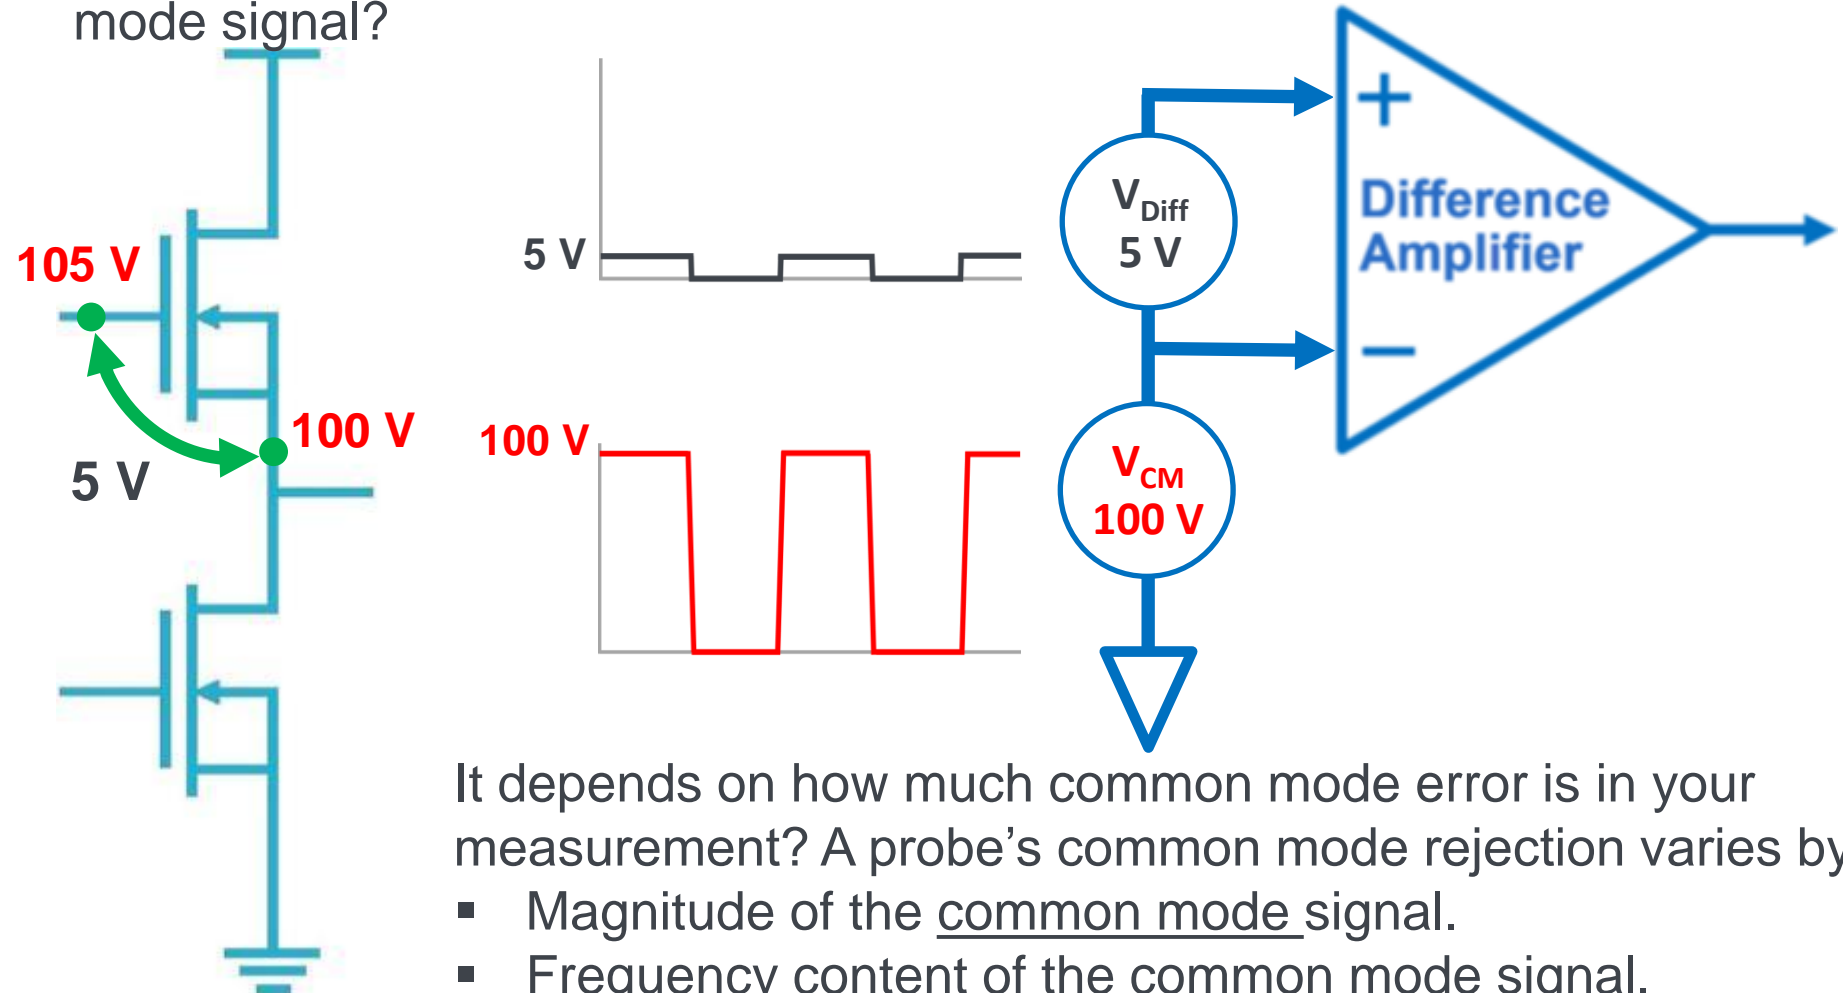 mode signal?
105 V
100 V
5 V
5 V
100 V
VDiff
5 V
VCM
100 V
+
Difference
Amplifier
−
It depends on how much common mode error is in your
measurement? A probe’s common mode rejection varies by
▪ Magnitude of the common mode signal.
▪ Frequency content of the common mode signal.